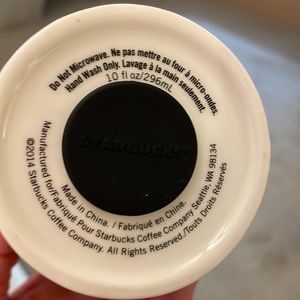 Do Not Microwave. Ne pas mettre au four à micro-ondes.
Hand Wash Only. Lavage à la main seulement.
10 fl oz/296mL
STARBUCKS
Made in China. / Fabriqué en Chine.
Manufactured for/Fabriqué Pour Starbucks Coffee Company Seattle, WA 98134
©2014 Starbucks Coffee Company. All Rights Reserved./Touts Droits Réservés